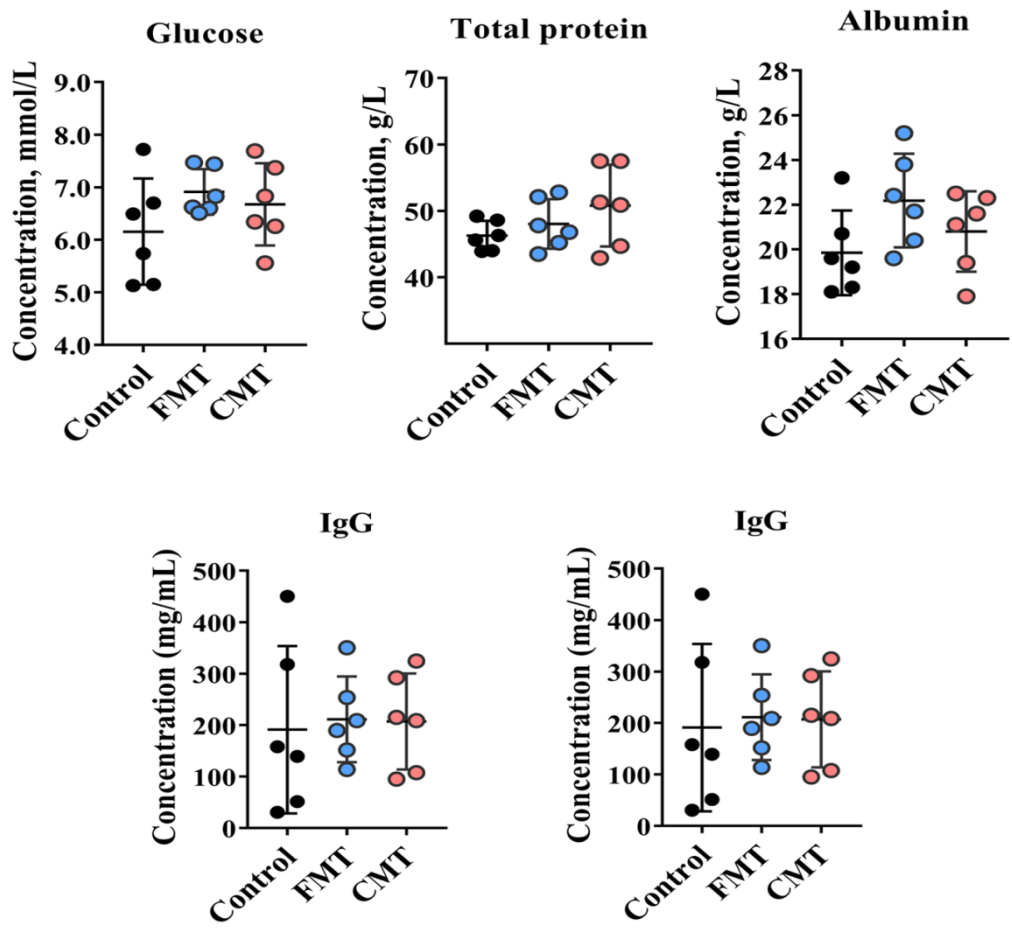 Glucose
Concentration, mmol/L
9.0
8.0
7.0
6.0
5.0
4.0
Control
FMT
CMT
Total protein
Concentration, g/L
70
60
50
40
Control
FMT
CMT
Albumin
Concentration, g/L
28
26
24
22
20
18
16
Control
FMT
CMT
IgG
Concentration (mg/mL)
500
400
300
200
100
0
Control
FMT
CMT
IgG
Concentration (mg/mL)
500
400
300
200
100
0
Control
FMT
CMT